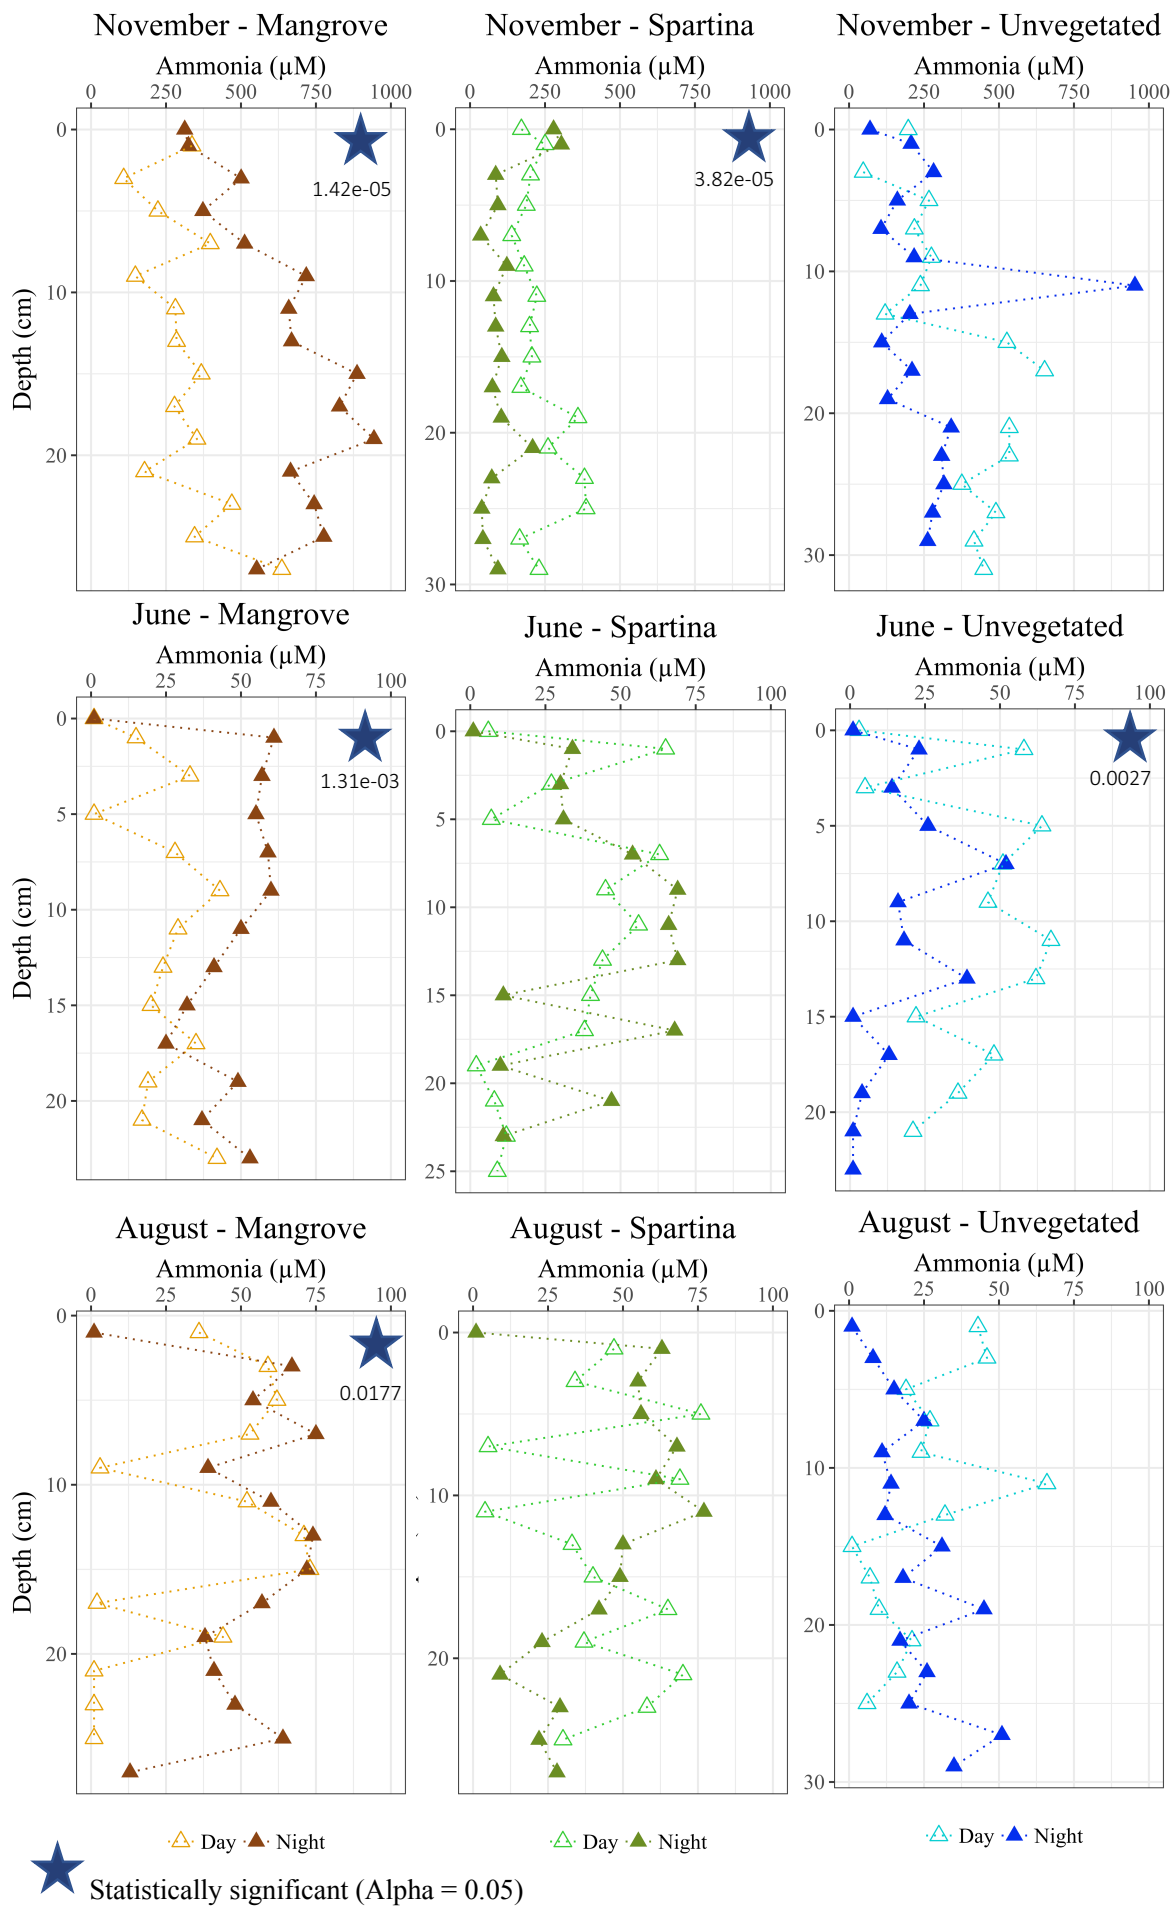 November - Mangrove
Ammonia (µM)
0 250 500 750 1000
0
10
20
Depth (cm)
1.42e-05
November - Spartina
Ammonia (µM)
0 250 500 750 1000
0
10
20
30
3.82e-05
November - Unvegetated
Ammonia (µM)
0 250 500 750 1000
0
10
20
30
June - Mangrove
Ammonia (µM)
0 25 50 75 100
0
5
10
15
20
Depth (cm)
1.31e-03
June - Spartina
Ammonia (µM)
0 25 50 75 100
0
5
10
15
20
25
June - Unvegetated
Ammonia (µM)
0 25 50 75 100
0
5
10
15
20
0.0027
August - Mangrove
Ammonia (µM)
0 25 50 75 100
0
10
20
Depth (cm)
0.0177
August - Spartina
Ammonia (µM)
0 25 50 75 100
0
10
20
August - Unvegetated
Ammonia (µM)
0 25 50 75 100
0
10
20
30
Day Night
Day Night
Day Night
Statistically significant (Alpha = 0.05)